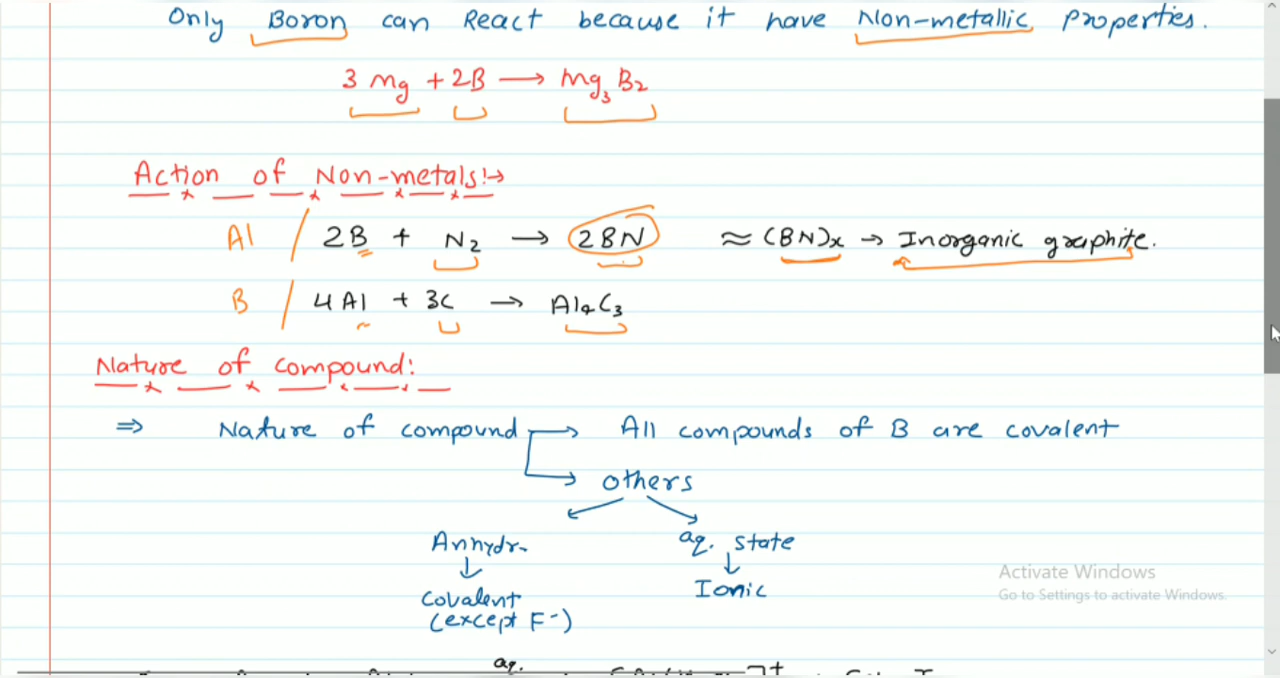 Only Boron can React because it have Non-metallic Properties.
3 Mg + 2B → Mg₃B₂
Action of Non-metals:→
Al / 2B + N₂ → 2BN ≈ (BN)x → Inorganic graphite.
B / 4Al + 3C → Al₄C₃
Nature of compound:
⇒ Nature of compound → All compounds of B are covalent
→ others
Anhydr. aq. state
↓ ↓
Covalent Ionic
(except F⁻)
Activate Windows
Go to Settings to activate Windows.
aq.